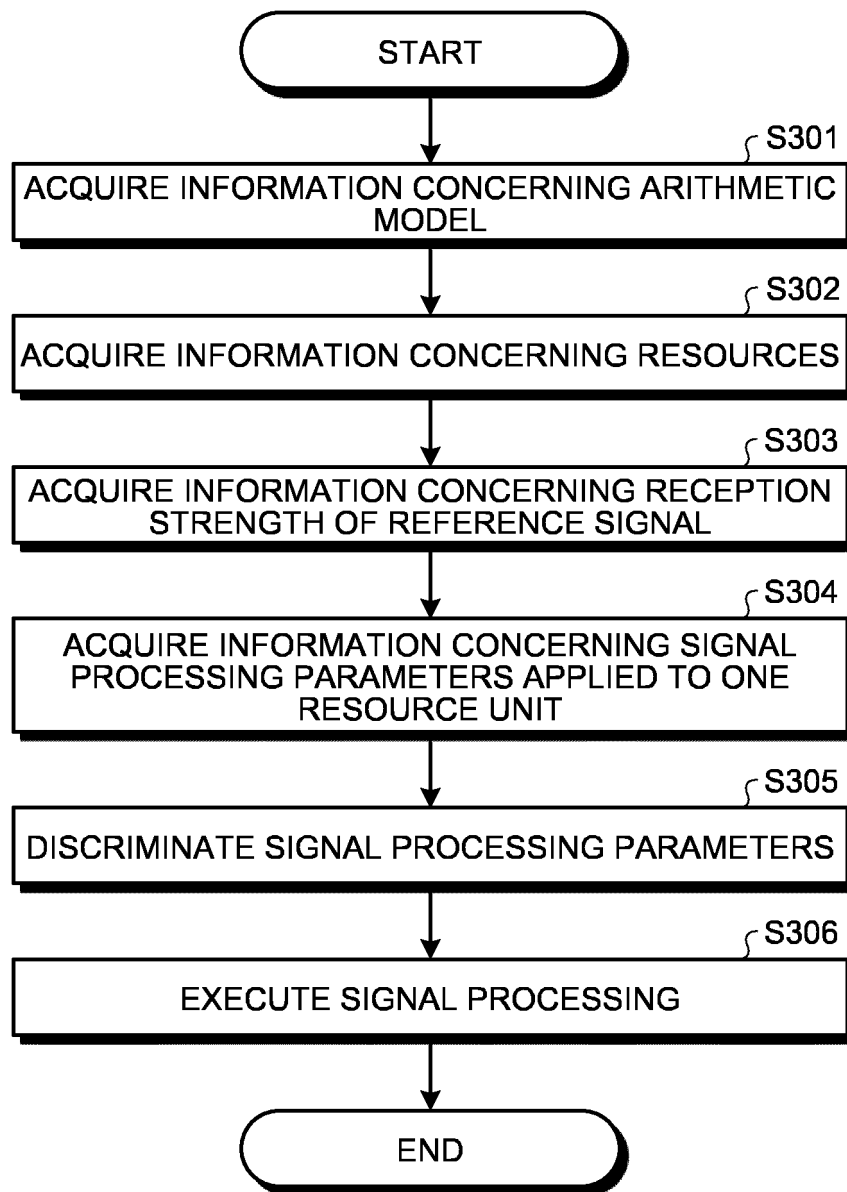 START
S301
ACQUIRE INFORMATION CONCERNING ARITHMETIC
MODEL
S302
ACQUIRE INFORMATION CONCERNING RESOURCES
S303
ACQUIRE INFORMATION CONCERNING RECEPTION
STRENGTH OF REFERENCE SIGNAL
S304
ACQUIRE INFORMATION CONCERNING SIGNAL
PROCESSING PARAMETERS APPLIED TO ONE
RESOURCE UNIT
S305
DISCRIMINATE SIGNAL PROCESSING PARAMETERS
S306
EXECUTE SIGNAL PROCESSING
END